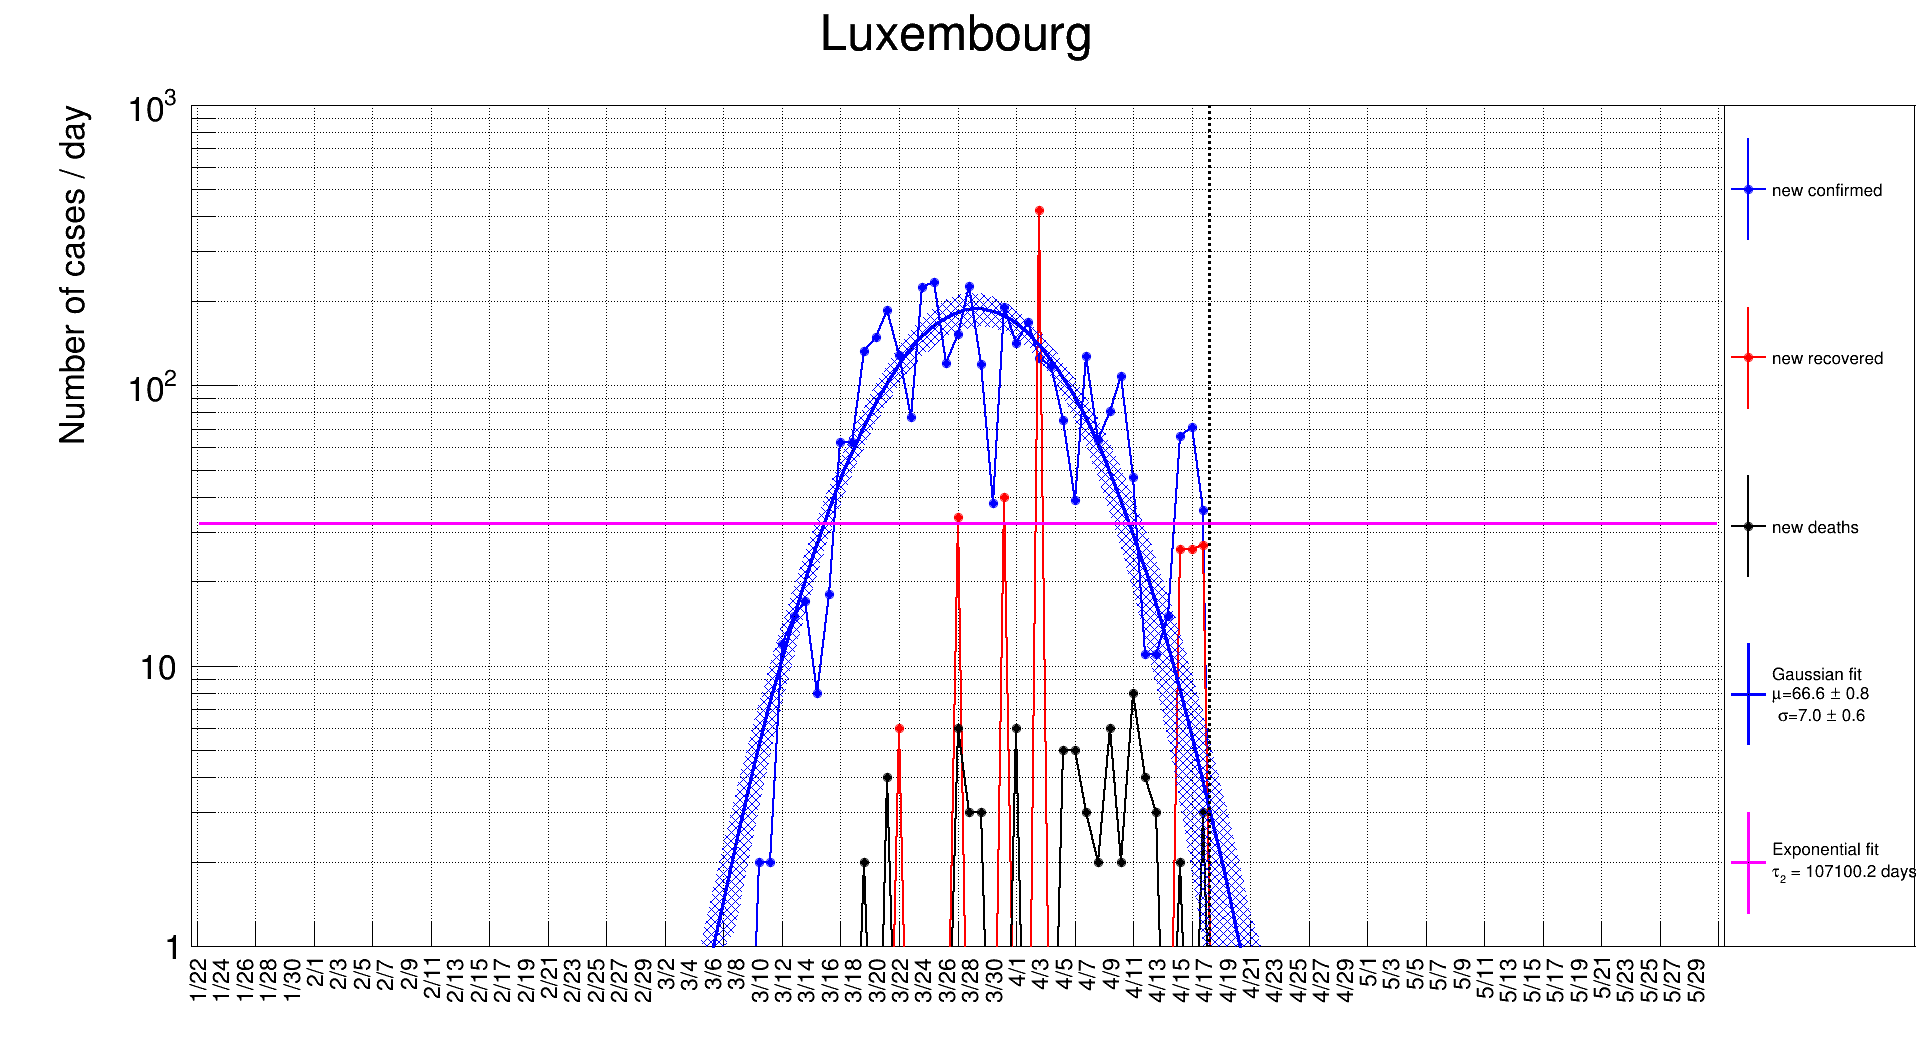 Luxembourg
Number of cases / day
10³
10²
10
1
1/22 1/24 1/26 1/28 1/30 2/1 2/3 2/5 2/7 2/9 2/11 2/13 2/15 2/17 2/19 2/21 2/23 2/25 2/27 2/29 3/2 3/4 3/6 3/8 3/10 3/12 3/14 3/16 3/18 3/20 3/22 3/24 3/26 3/28 3/30 4/1 4/3 4/5 4/7 4/9 4/11 4/13 4/15 4/17 4/19 4/21 4/23 4/25 4/27 4/29 5/1 5/3 5/5 5/7 5/9 5/11 5/13 5/15 5/17 5/19 5/21 5/23 5/25 5/27 5/29
new confirmed
new recovered
new deaths
Gaussian fit
μ=66.6 ± 0.8
σ=7.0 ± 0.6
Exponential fit
τ₂ = 107100.2 days